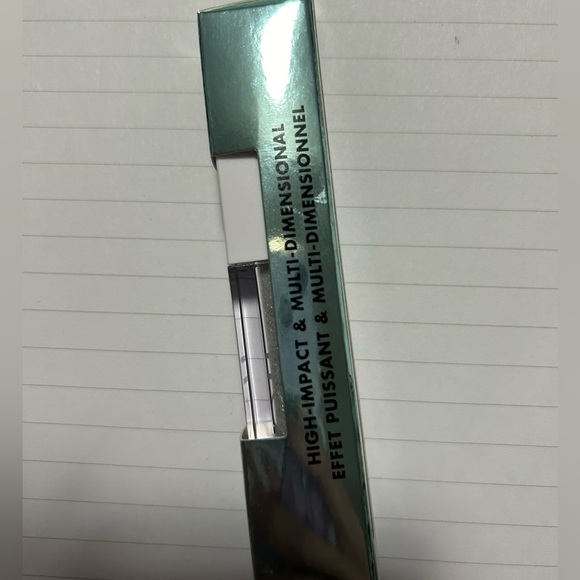 HIGH-IMPACT & MULTI-DIMENSIONAL
EFFET PUISSANT & MULTI-DIMENSIONNEL